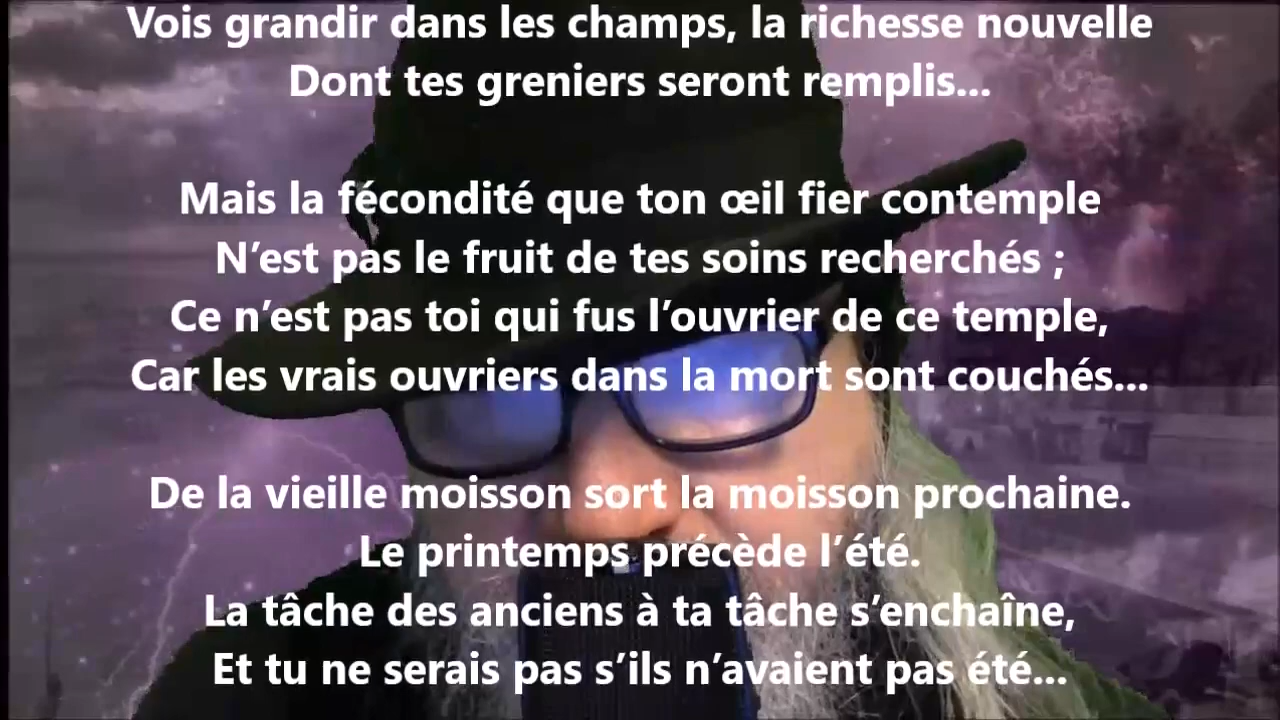 Vois grandir dans les champs, la richesse nouvelle
Dont tes greniers seront remplis...
Mais la fécondité que ton œil fier contemple
N’est pas le fruit de tes soins recherchés ;
Ce n’est pas toi qui fus l’ouvrier de ce temple,
Car les vrais ouvriers dans la mort sont couchés...
De la vieille moisson sort la moisson prochaine.
Le printemps précède l’été.
La tâche des anciens à ta tâche s’enchaîne,
Et tu ne serais pas s’ils n’avaient pas été...